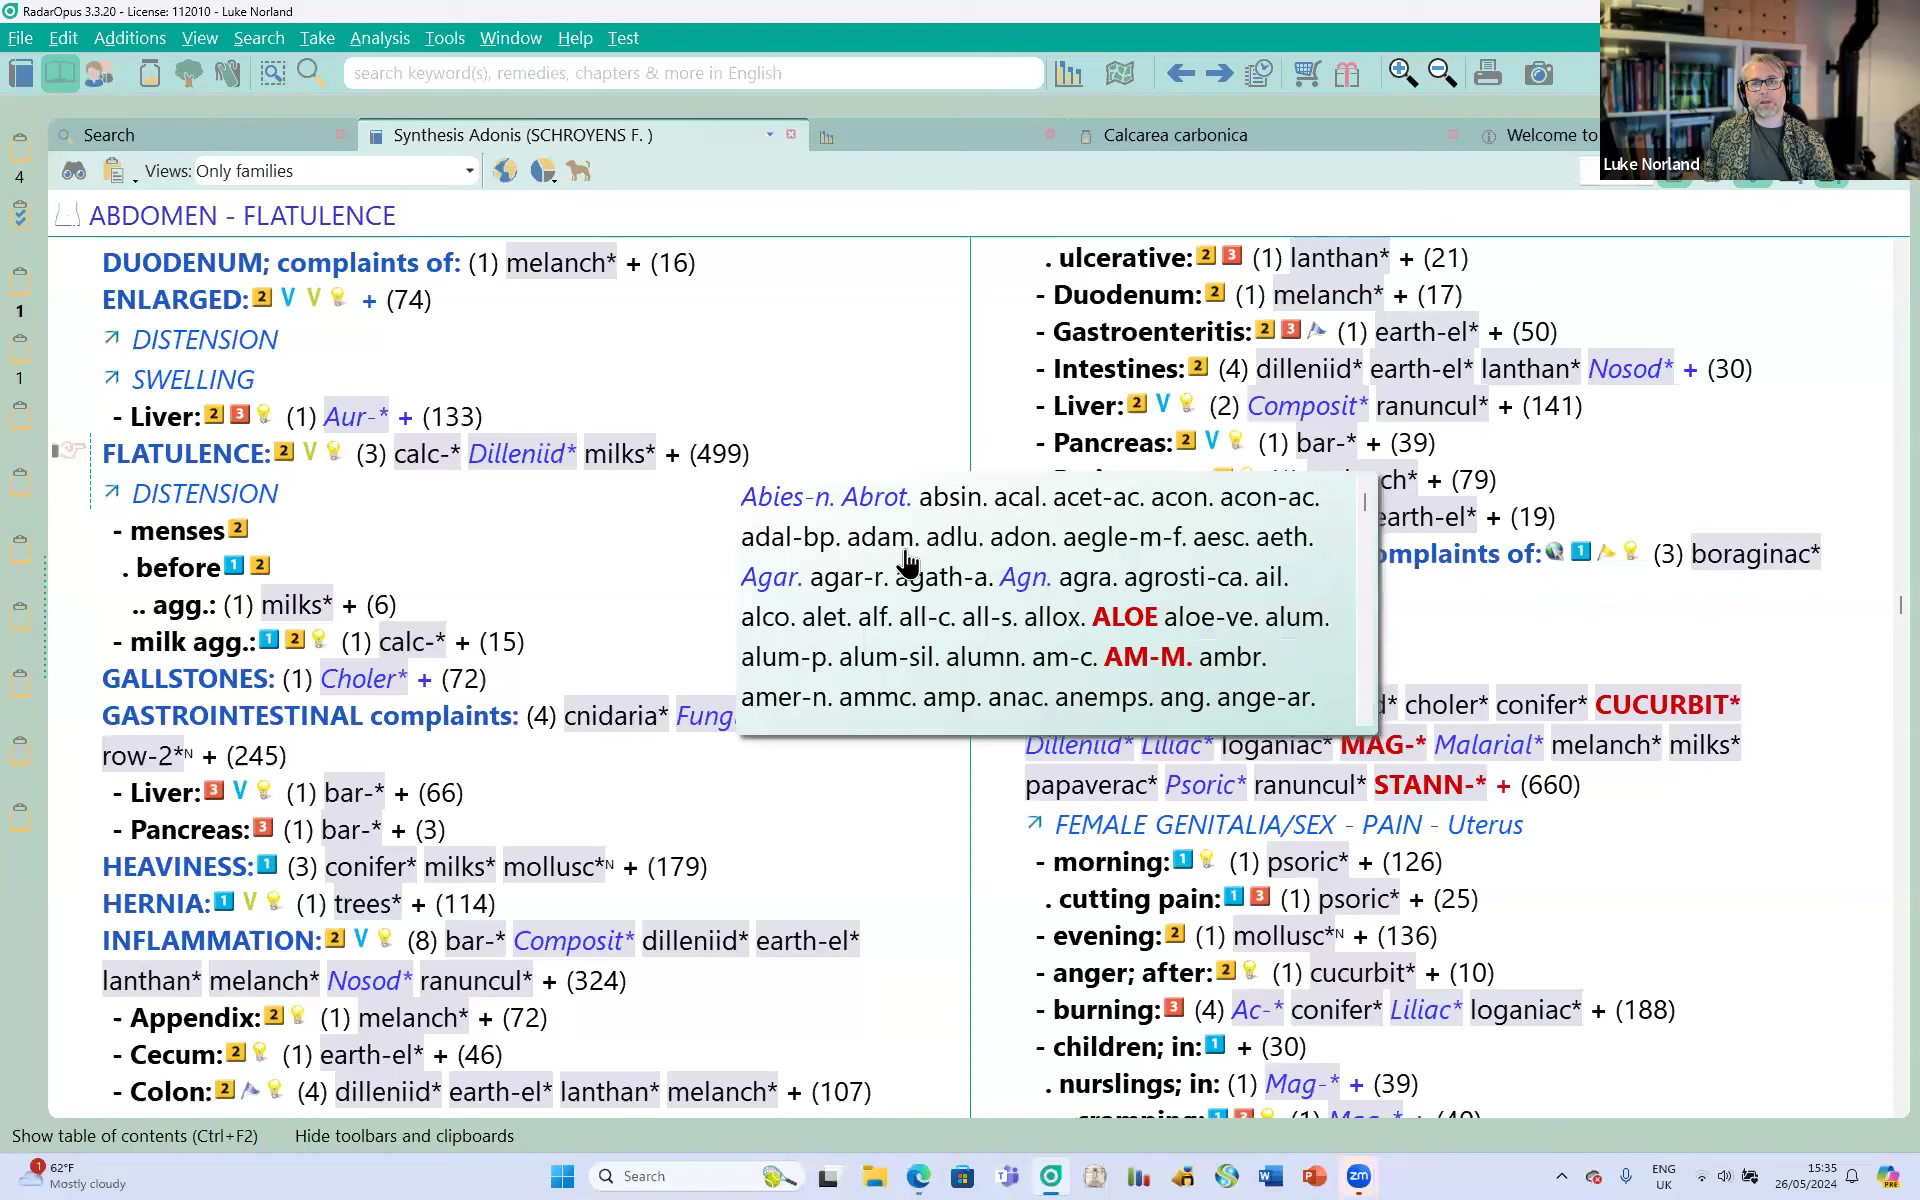 RadarOpus 3.3.20 - License: 112010 - Luke Norland
File Edit Additions View Search Take Analysis Tools Window Help Test
search keyword(s), remedies, chapters & more in English
Search
Synthesis Adonis (SCHROYENS F. )
Calcarea carbonica
Welcome to
Luke Norland
Views: Only families
4
1
1
ABDOMEN - FLATULENCE
DUODENUM; complaints of: (1) melanch* + (16)
ENLARGED: 2 V V + (74)
DISTENSION
SWELLING
- Liver: 2 3 (1) Aur-* + (133)
FLATULENCE: 2 V (3) calc-* Dilleniid* milks* + (499)
DISTENSION
- menses 2
. before 1 2
.. agg.: (1) milks* + (6)
- milk agg.: 1 2 (1) calc-* + (15)
GALLSTONES: (1) Choler* + (72)
GASTROINTESTINAL complaints: (4) cnidaria*
row-2*N + (245)
- Liver: 3 V (1) bar-* + (66)
- Pancreas: 3 (1) bar-* + (3)
HEAVINESS: 1 (3) conifer* milks* mollusc*N + (179)
HERNIA: 1 V (1) trees* + (114)
INFLAMMATION: 2 V (8) bar-* Composit* dilleniid* earth-el*
lanthan* melanch* Nosod* ranuncul* + (324)
- Appendix: 2 (1) melanch* + (72)
- Cecum: 2 (1) earth-el* + (46)
- Colon: 2 (4) dilleniid* earth-el* lanthan* melanch* + (107)
Abies-n. Abrot. absin. acal. acet-ac. acon. acon-ac.
adal-bp. adam. adlu. adon. aegle-m-f. aesc. aeth.
Agar. agar-r. agath-a. Agn. agra. agrosti-ca. ail.
alco. alet. alf. all-c. all-s. allox. ALOE aloe-ve. alum.
alum-p. alum-sil. alumn. am-c. AM-M. ambr.
amer-n. ammc. amp. anac. anemps. ang. ange-ar.
. ulcerative: 2 3 (1) lanthan* + (21)
- Duodenum: 2 (1) melanch* + (17)
- Gastroenteritis: 2 3 (1) earth-el* + (50)
- Intestines: 2 (4) dilleniid* earth-el* lanthan* Nosod* + (30)
- Liver: 2 V (2) Composit* ranuncul* + (141)
- Pancreas: 2 V (1) bar-* + (39)
ch* + (79)
earth-el* + (19)
omplaints of: 1 (3) boraginac*
d* choler* conifer* CUCURBIT*
Dilleniid* Liliac* loganiac* MAG-* Malarial* melanch* milks*
papaverac* Psoric* ranuncul* STANN-* + (660)
FEMALE GENITALIA/SEX - PAIN - Uterus
- morning: 1 (1) psoric* + (126)
. cutting pain: 1 3 (1) psoric* + (25)
- evening: 2 (1) mollusc*N + (136)
- anger; after: 2 (1) cucurbit* + (10)
- burning: 3 (4) Ac-* conifer* Liliac* loganiac* + (188)
- children; in: 1 + (30)
. nurslings; in: (1) Mag-* + (39)
Show table of contents (Ctrl+F2) Hide toolbars and clipboards
1
62°F
Mostly cloudy
Search
zm
ENG
UK
15:35
26/05/2024
PRE